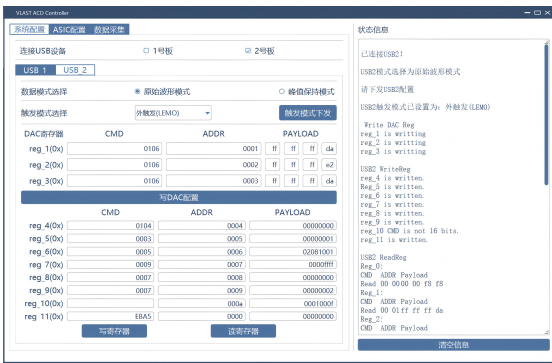 VLAST ACD Controller
系统配置 ASIC配置 数据采集
连接USB设备 1号板 2号板
USB 1 USB 2
数据模式选择 原始波形模式 峰值保持模式
触发模式选择 外触发(LEMO) 触发模式下发
DAC寄存器 CMD ADDR PAYLOAD
reg_1(0x) 0106 0001 ff ff ff da
reg_2(0x) 0106 0002 ff ff ff e2
reg_3(0x) 0106 0003 ff ff ff da
写DAC配置
CMD ADDR PAYLOAD
reg_4(0x) 0104 0004 00000000
reg_5(0x) 0003 0005 00000001
reg_6(0x) 0005 0006 02081001
reg 7(0x) 0009 0007 0000ffff
reg_8(0x) 0007 0008 00000000
reg_9(0x) 0007 0009 00000002
reg_10(0x) 000a 0001000f
reg 11(0x) EBA5 0000 00000000
写寄存器 读寄存器
状态信息
已连接USB2!
USB2模式选择为原始波形模式
请下发USB2配置
USB2触发模式已设置为: 外触发(LEMO)
Write DAC Reg
reg_1 is writting
reg_2 is writting
reg_3 is writting
USB2 WriteReg
reg_4 is written.
Reg_5 is written.
reg_6 is written.
reg_7 is written.
reg_8 is written.
reg_9 is written.
reg_10 CMD is not 16 bits.
reg_11 is written.
USB2 ReadReg
Reg_0:
CMD ADDR Payload
Read 00 0000 00 f8 f8
Reg_1:
CMD ADDR Payload
Read 00 01ff ff ff da
Reg_2:
CMD ADDR Payload
清空信息